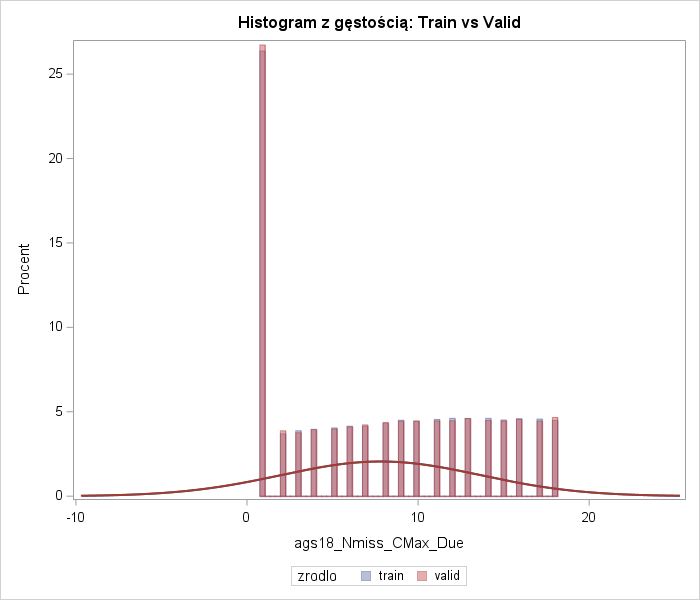 Histogram z gęstością: Train vs Valid
25
20
15
10
5
0
Procent
-10
0
10
20
ags18_Nmiss_CMax_Due
zrodlo
train
valid